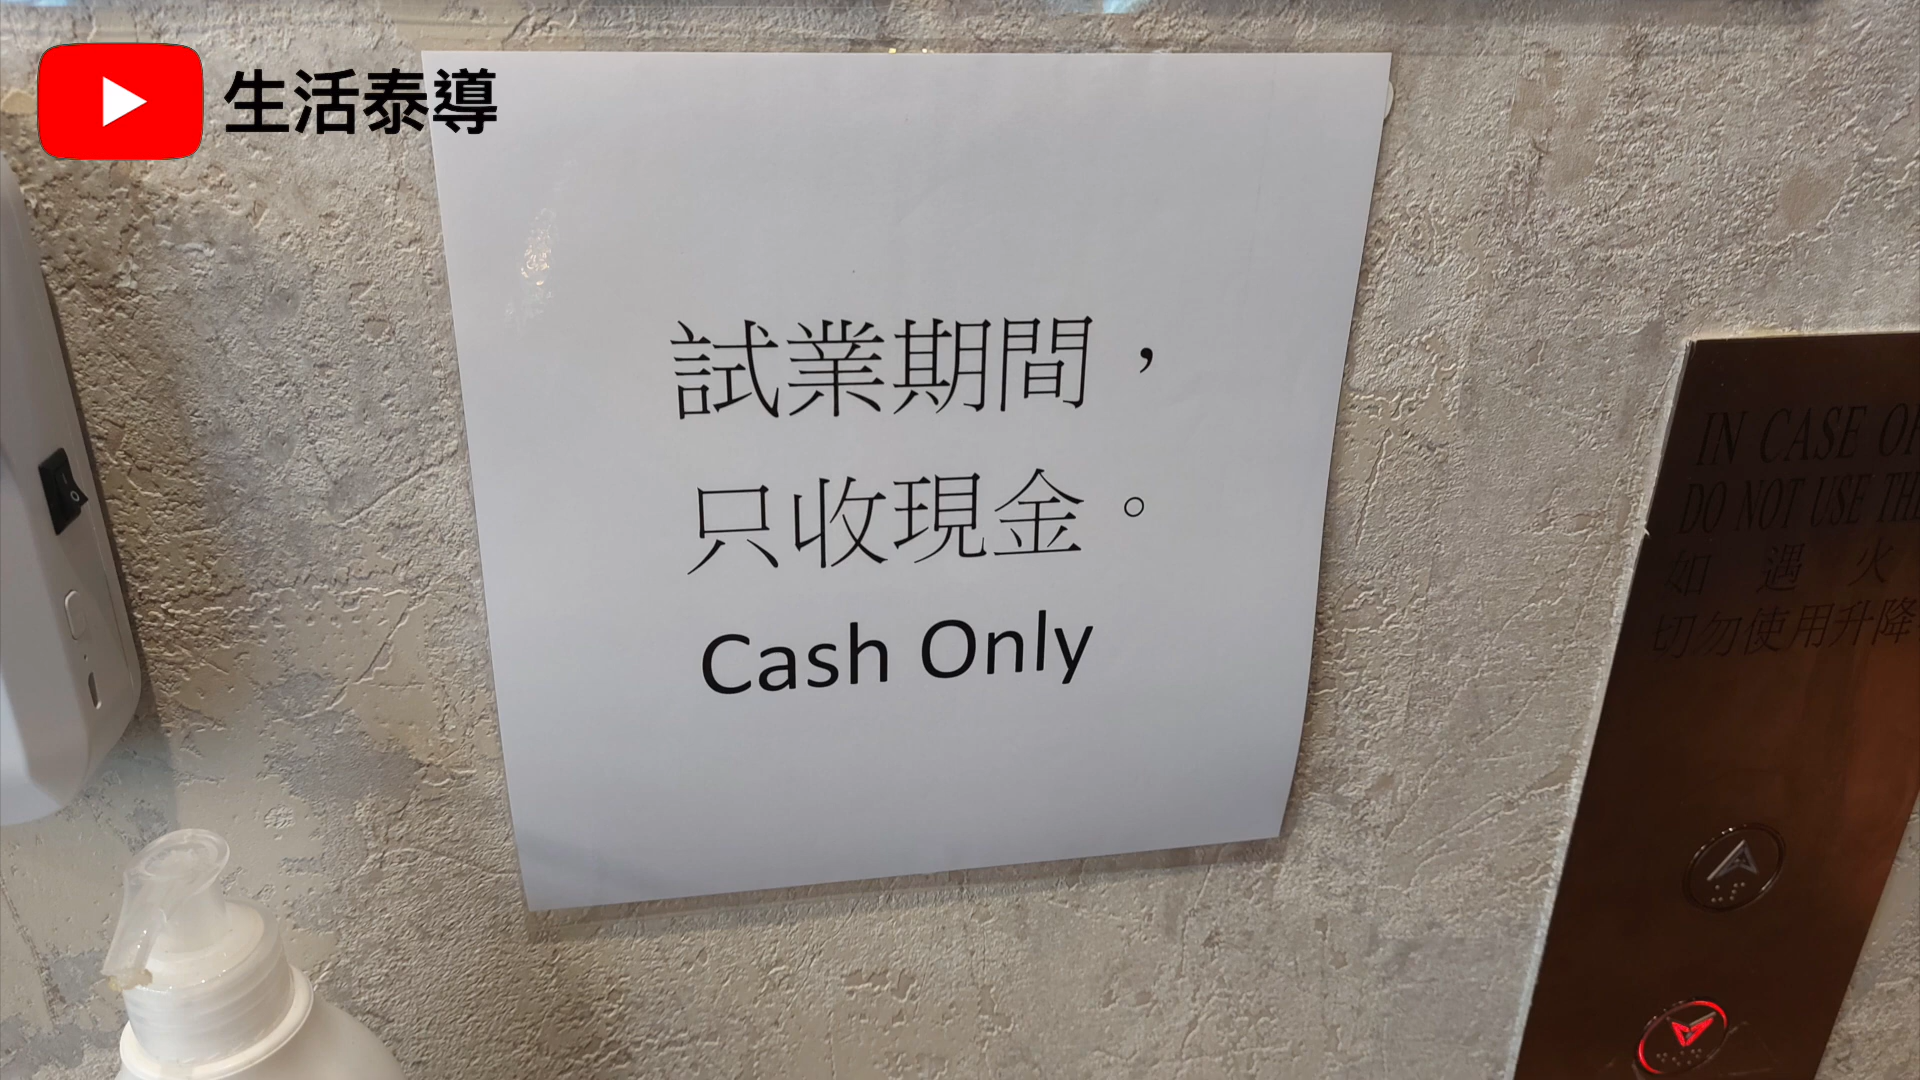 生活泰導
試業期間，
只收現金。
Cash Only
IN CASE OF
DO NOT USE THE
如遇火
切勿使用升降